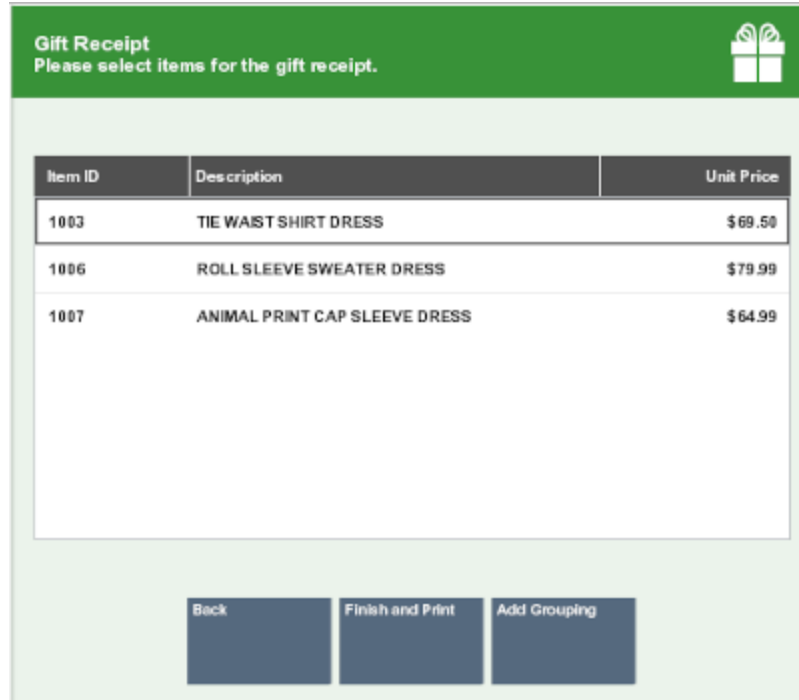 Gift Receipt
Please select items for the gift receipt.
Item ID Description Unit Price
1003 TIE WAIST SHIRT DRESS $69.50
1006 ROLL SLEEVE SWEATER DRESS $79.99
1007 ANIMAL PRINT CAP SLEEVE DRESS $64.99
Back Finish and Print Add Grouping